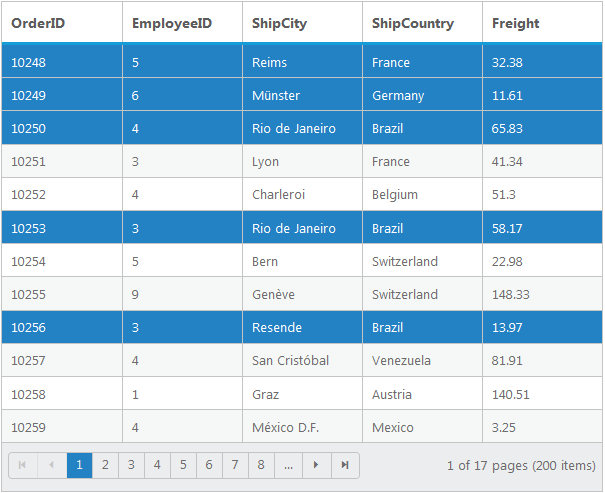 OrderID EmployeeID ShipCity ShipCountry Freight
10248 5 Reims France 32.38
10249 6 Münster Germany 11.61
10250 4 Rio de Janeiro Brazil 65.83
10251 3 Lyon France 41.34
10252 4 Charleroi Belgium 51.3
10253 3 Rio de Janeiro Brazil 58.17
10254 5 Bern Switzerland 22.98
10255 9 Genève Switzerland 148.33
10256 3 Resende Brazil 13.97
10257 4 San Cristóbal Venezuela 81.91
10258 1 Graz Austria 140.51
10259 4 México D.F. Mexico 3.25
1 2 3 4 5 6 7 8 ... 1 of 17 pages (200 items)